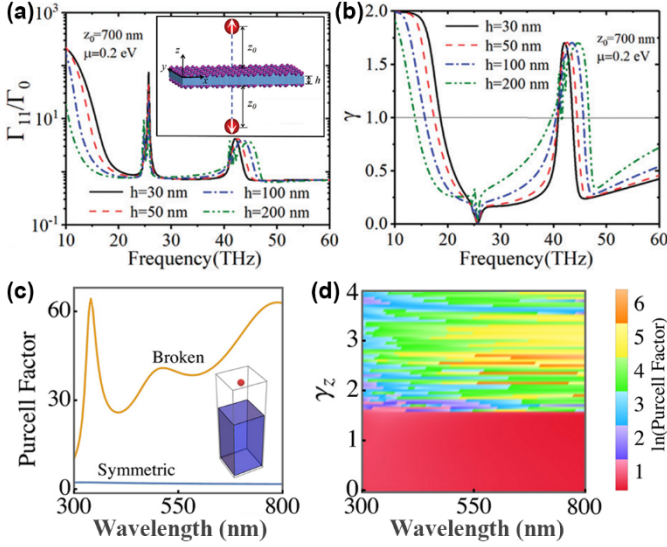 (a)
Γ11/Γ0
10^3
10^1
10^-1
z0=700 nm
μ=0.2 eV
z
y
x
z0
z0
h
h=30 nm
h=50 nm
h=100 nm
h=200 nm
10 20 30 40 50 60
Frequency(THz)
(b)
γ
2.0
1.5
1.0
0.5
0.0
h=30 nm
h=50 nm
h=100 nm
h=200 nm
z0=700 nm
μ=0.2 eV
10 20 30 40 50 60
Frequency(THz)
(c)
Purcell Factor
60
30
0
Broken
Symmetric
300 550 800
Wavelength (nm)
(d)
γz
4
3
2
1
0
300 550 800
Wavelength (nm)
6
5
4
3
2
1
ln(Purcell Factor)